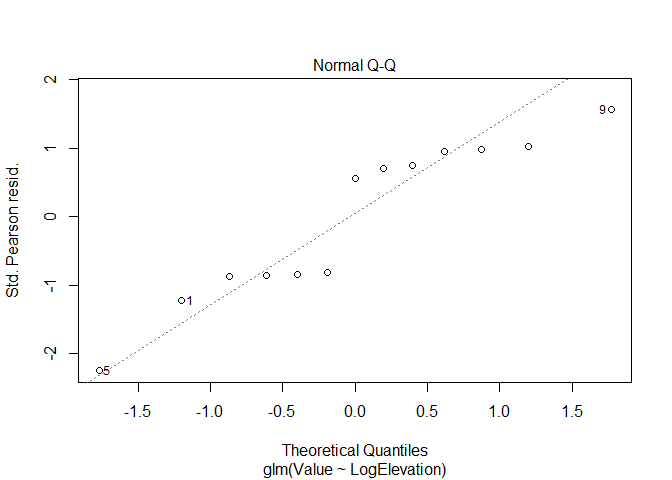 Normal Q-Q
Std. Pearson resid.
2
1
0
-1
-2
9
1
5
-1.5 -1.0 -0.5 0.0 0.5 1.0 1.5
Theoretical Quantiles
glm(Value ~ LogElevation)